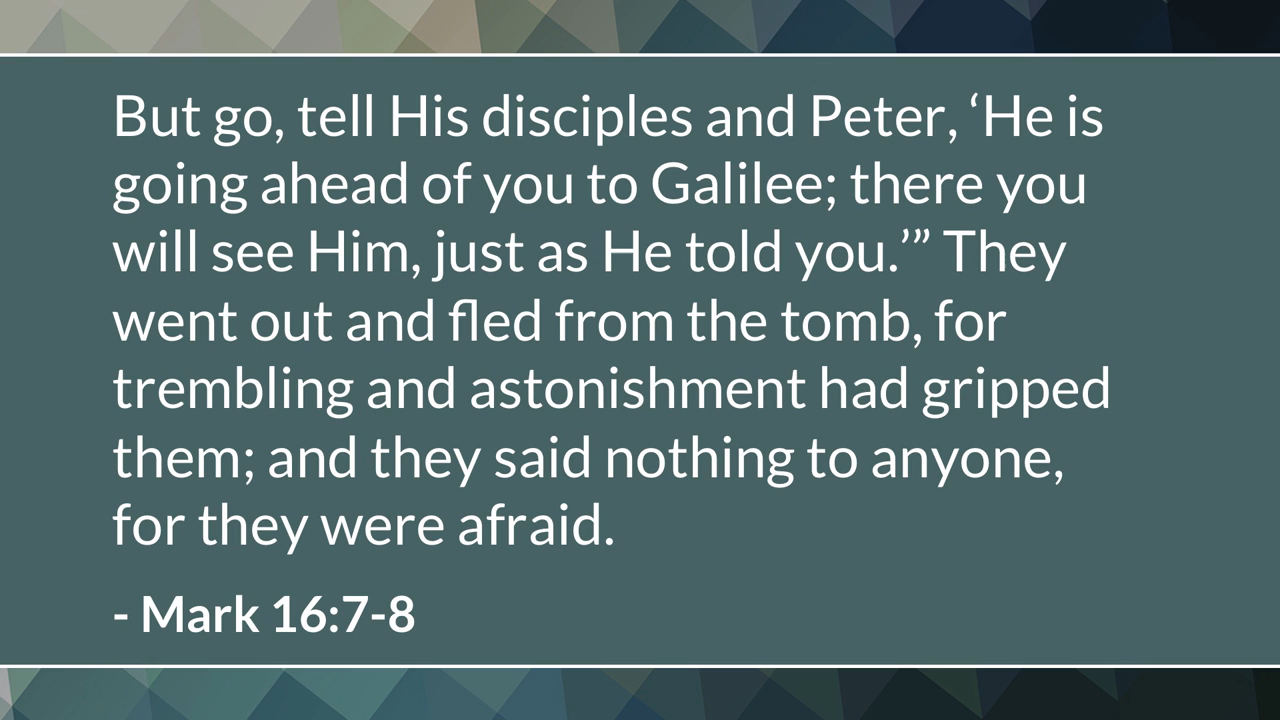 But go, tell His disciples and Peter, ‘He is
going ahead of you to Galilee; there you
will see Him, just as He told you.’” They
went out and fled from the tomb, for
trembling and astonishment had gripped
them; and they said nothing to anyone,
for they were afraid.
- Mark 16:7-8